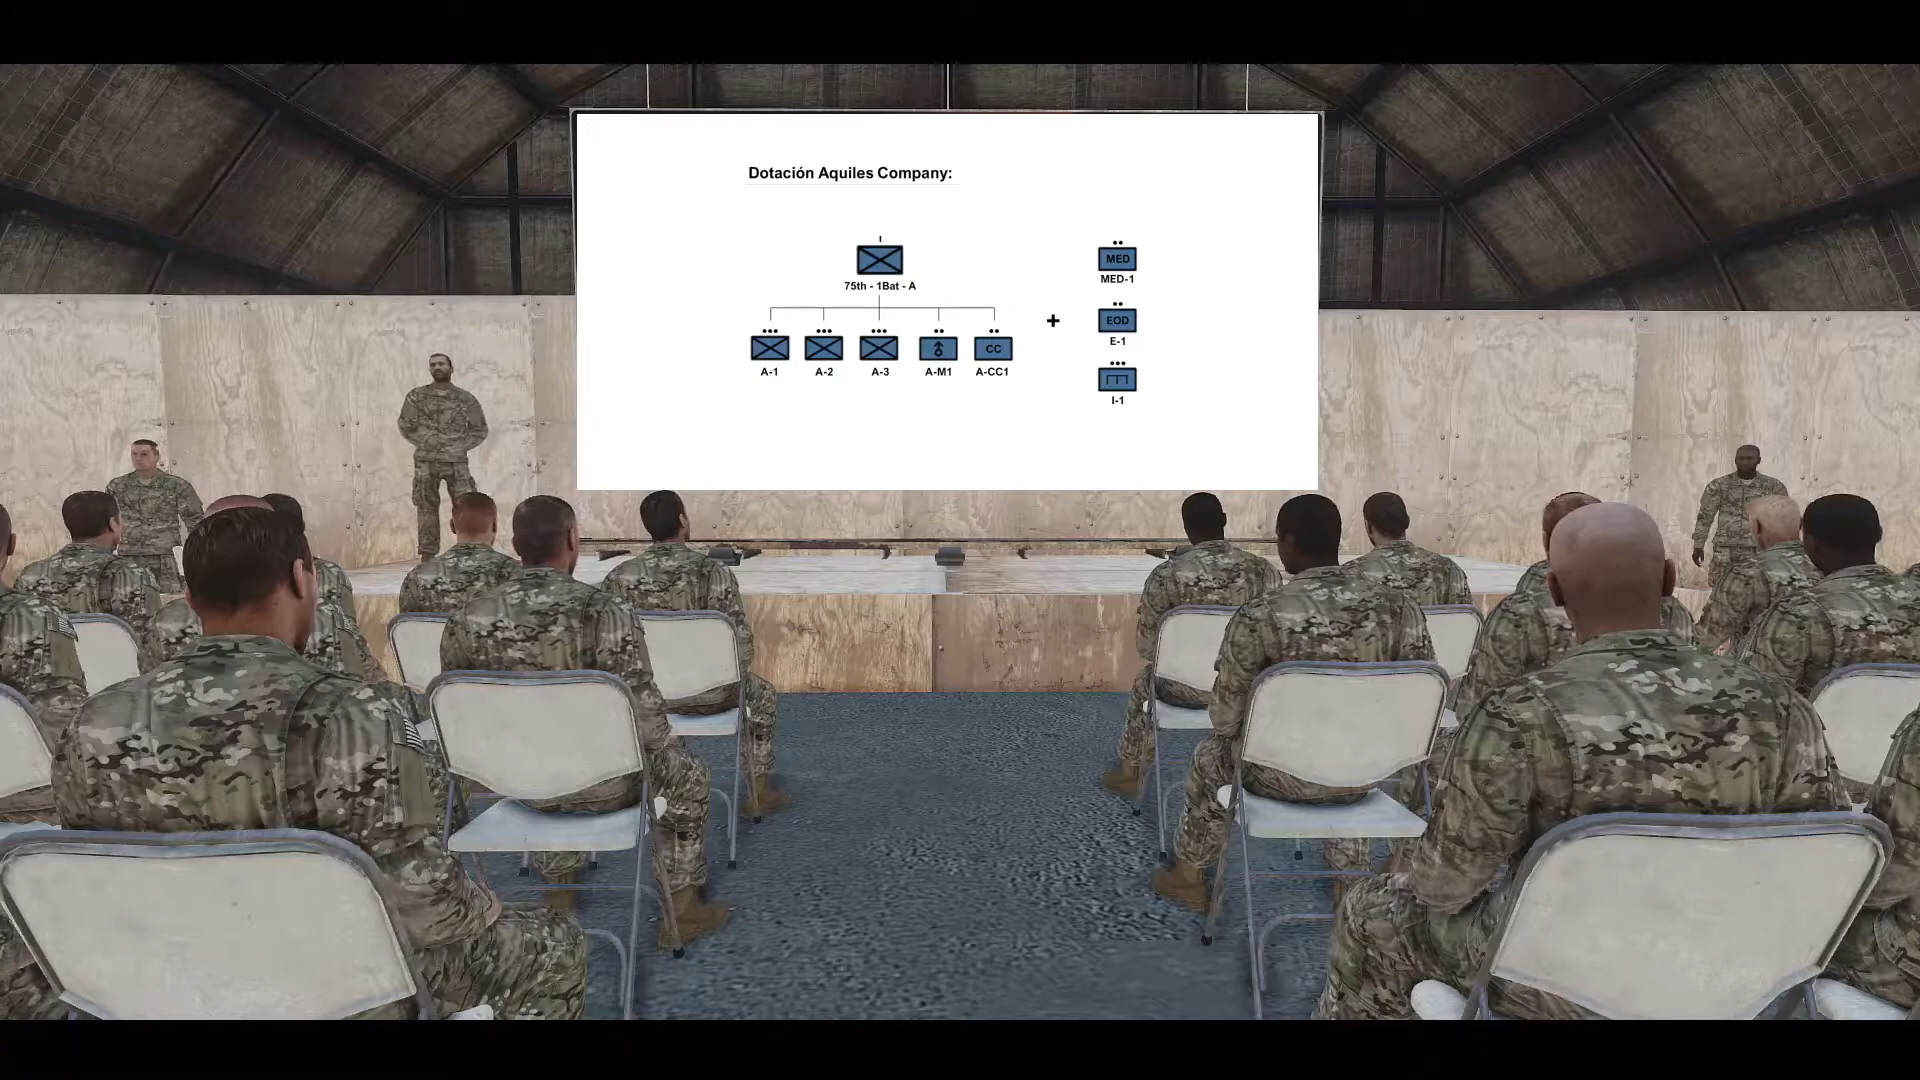 Dotación Aquiles Company:
75th - 1Bat - A
A-1 A-2 A-3 A-M1 CC A-CC1
+
MED
MED-1
EOD
E-1
I-1